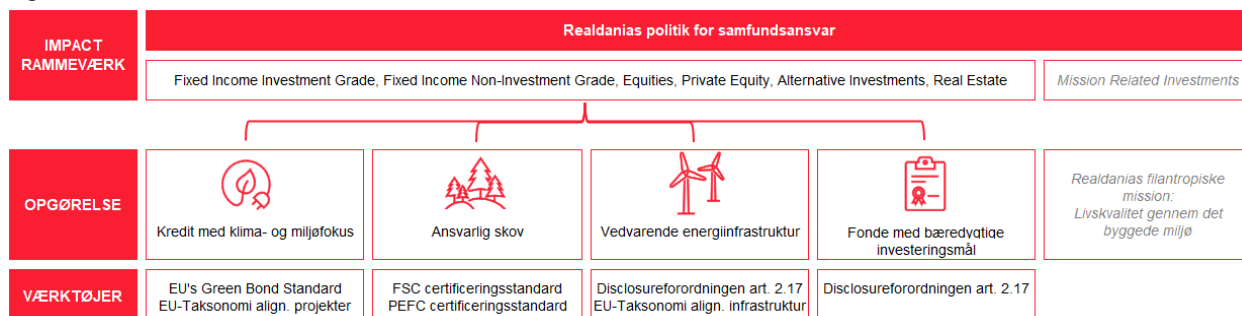 IMPACT
RAMMEVÆRK
Realdanias politik for samfundsansvar
Fixed Income Investment Grade, Fixed Income Non-Investment Grade, Equities, Private Equity, Alternative Investments, Real Estate
Mission Related Investments
OPGØRELSE
Kredit med klima- og miljøfokus
Ansvarlig skov
Vedvarende energiinfrastruktur
Fonde med bæredygtige
investeringsmål
Realdanias filantropiske
mission:
Livskvalitet gennem det
byggede miljø
VÆRKTØJER
EU's Green Bond Standard
EU-Taksonomi align. projekter
FSC certificeringsstandard
PEFC certificeringsstandard
Disclosureforordningen art. 2.17
EU-Taksonomi align. infrastruktur
Disclosureforordningen art. 2.17